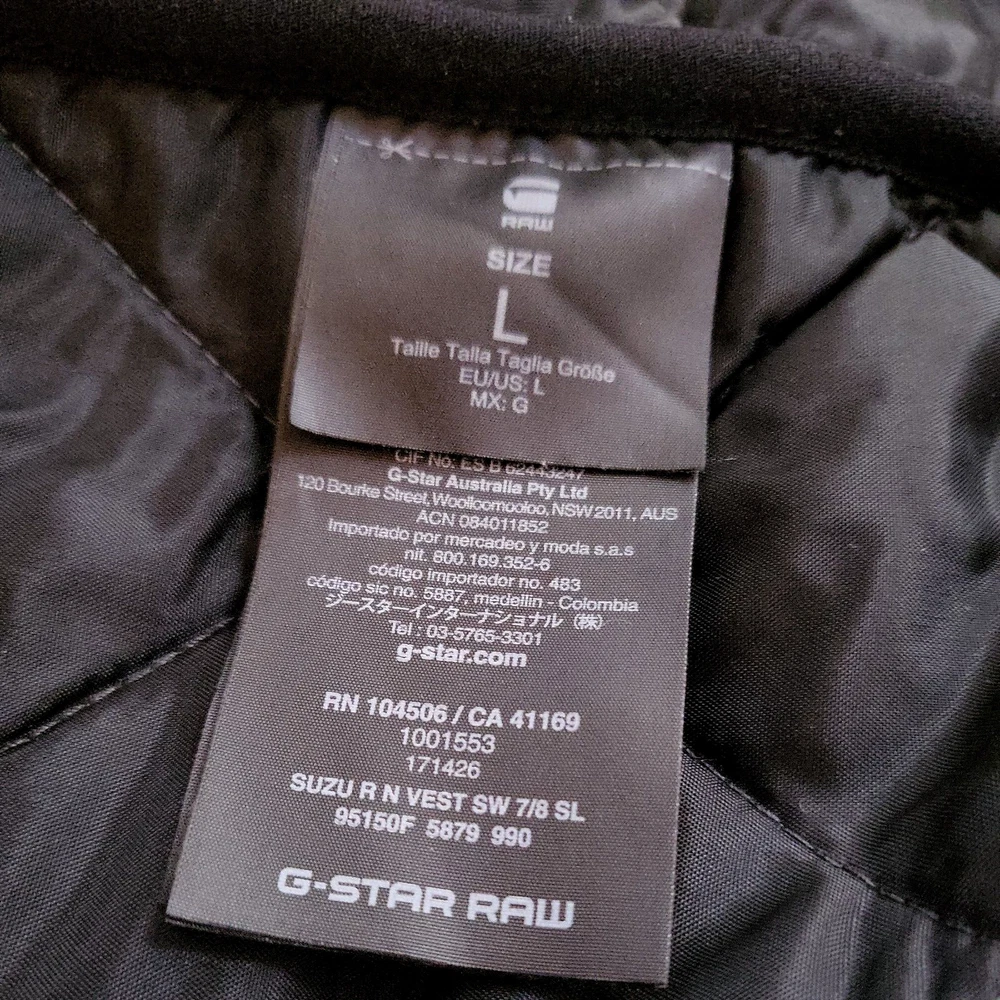 RAW
SIZE
L
Taille Talla Taglia Größe
EU/US: L
MX: G
CIF No: ES B 62443247
G-Star Australia Pty Ltd
120 Bourke Street, Woolloomooloo, NSW 2011, AUS
ACN 084011852
Importado por mercadeo y moda s.a.s
nit. 800.169.352-6
código importador no. 483
código sic no. 5887, medellin - Colombia
ジースターインターナショナル（株）
Tel : 03-5765-3301
g-star.com
RN 104506 / CA 41169
1001553
171426
SUZU R N VEST SW 7/8 SL
95150F 5879 990
G-STAR RAW